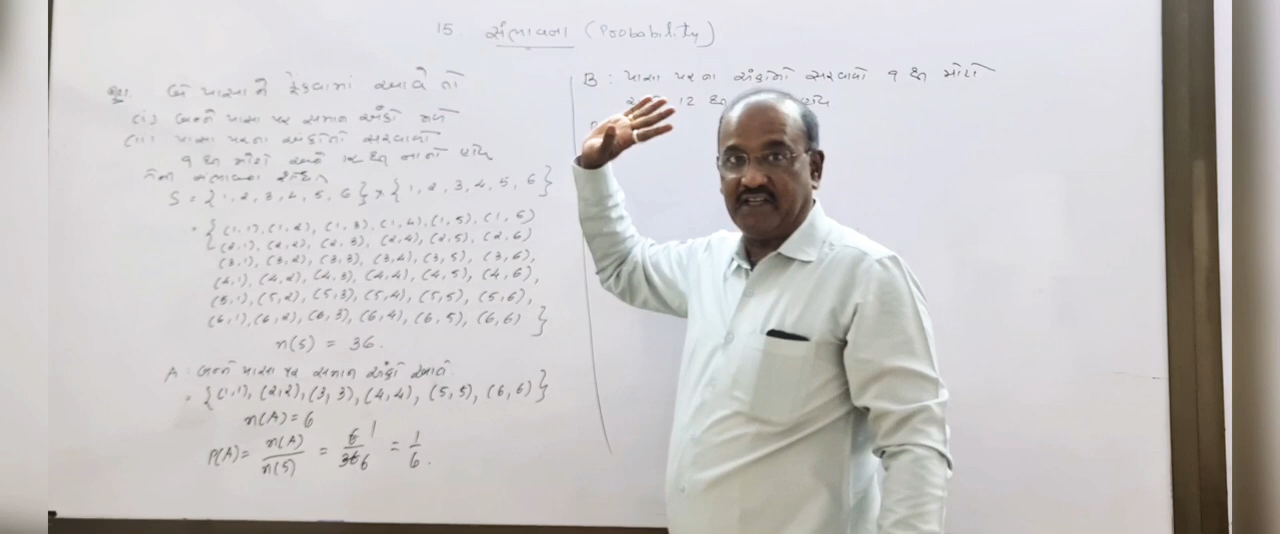 15. સંભાવના (Probability)
બે પાસાને ફેંકવામાં આવે તો
(i) બન્ને પાસા પર સમાન અંકો મળે
(ii) પાસા પરના અંકોનો સરવાળો
9 થી મોટો અને 12 થી નાનો હોય
તેની સંભાવના શોધો
S = {1, 2, 3, 4, 5, 6} x {1, 2, 3, 4, 5, 6}
= {(1,1), (1,2), (1,3), (1,4), (1,5), (1,6)
(2,1), (2,2), (2,3), (2,4), (2,5), (2,6)
(3,1), (3,2), (3,3), (3,4), (3,5), (3,6),
(4,1), (4,2), (4,3), (4,4), (4,5), (4,6),
(5,1), (5,2), (5,3), (5,4), (5,5), (5,6),
(6,1), (6,2), (6,3), (6,4), (6,5), (6,6)}
n(S) = 36.
A : બન્ને પાસા પર સમાન અંકો આવે.
= {(1,1), (2,2), (3,3), (4,4), (5,5), (6,6)}
n(A) = 6
P(A) = n(A)/n(S) = 6/36 = 1/6.
B : પાસા પરના અંકોનો સરવાળો 9 થી મોટો
12 થી હોય